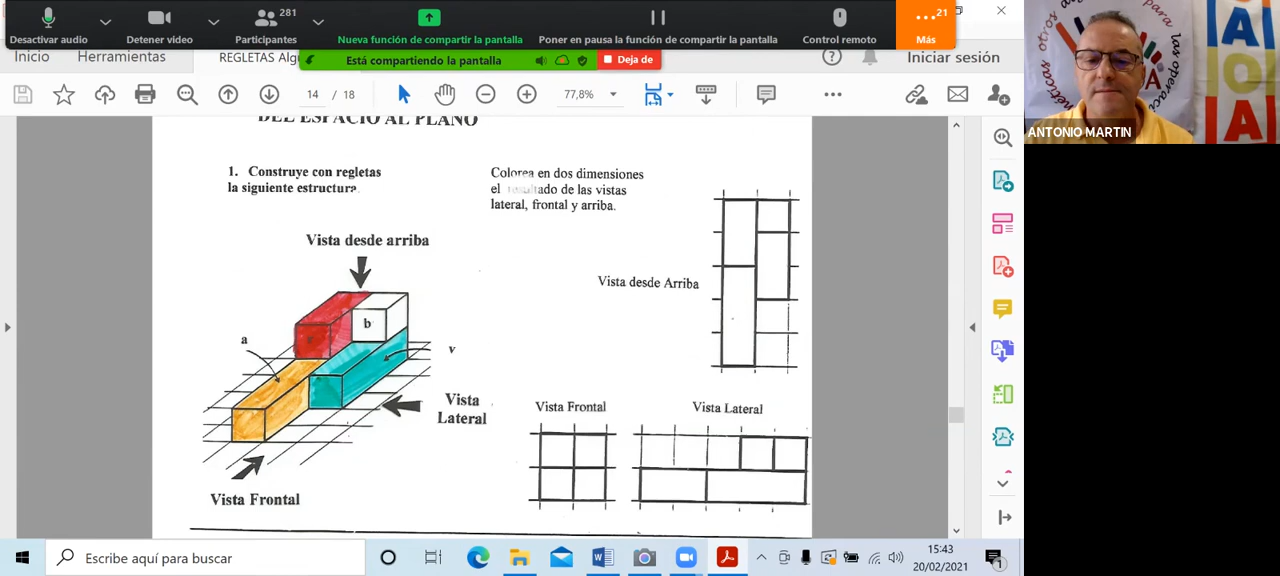 281
21
Desactivar audio
Detener video
Participantes
Nueva función de compartir la pantalla
Poner en pausa la función de compartir la pantalla
Control remoto
Más
Inicio
Herramientas
REGLETAS
Está compartiendo la pantalla
Deja de
Iniciar sesión
14 / 18
77,8%
DEL ESPACIO AL PLANO
1. Construye con regletas
la siguiente estructura.
Colorea en dos dimensiones
el resultado de las vistas
lateral, frontal y arriba.
Vista desde arriba
Vista desde Arriba
a
b
v
Vista
Lateral
Vista Frontal
Vista Frontal
Vista Lateral
ANTONIO MARTIN
Escribe aquí para buscar
15:43
20/02/2021
1